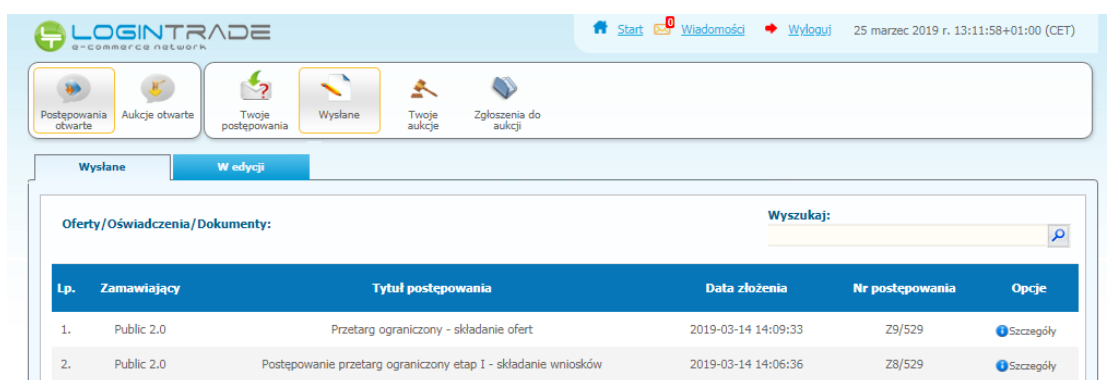 LOGINTRADE
e-commerce network
Start 0 Wiadomości Wyloguj 25 marzec 2019 r. 13:11:58+01:00 (CET)
Postępowania otwarte
Aukcje otwarte
Twoje postępowania
Wysłane
Twoje aukcje
Zgłoszenia do aukcji
Wysłane W edycji
Oferty/Oświadczenia/Dokumenty:
Wyszukaj:
Lp. Zamawiający Tytuł postępowania Data złożenia Nr postępowania Opcje
1. Public 2.0 Przetarg ograniczony - składanie ofert 2019-03-14 14:09:33 Z9/529 Szczegóły
2. Public 2.0 Postępowanie przetarg ograniczony etap I - składanie wniosków 2019-03-14 14:06:36 Z8/529 Szczegóły